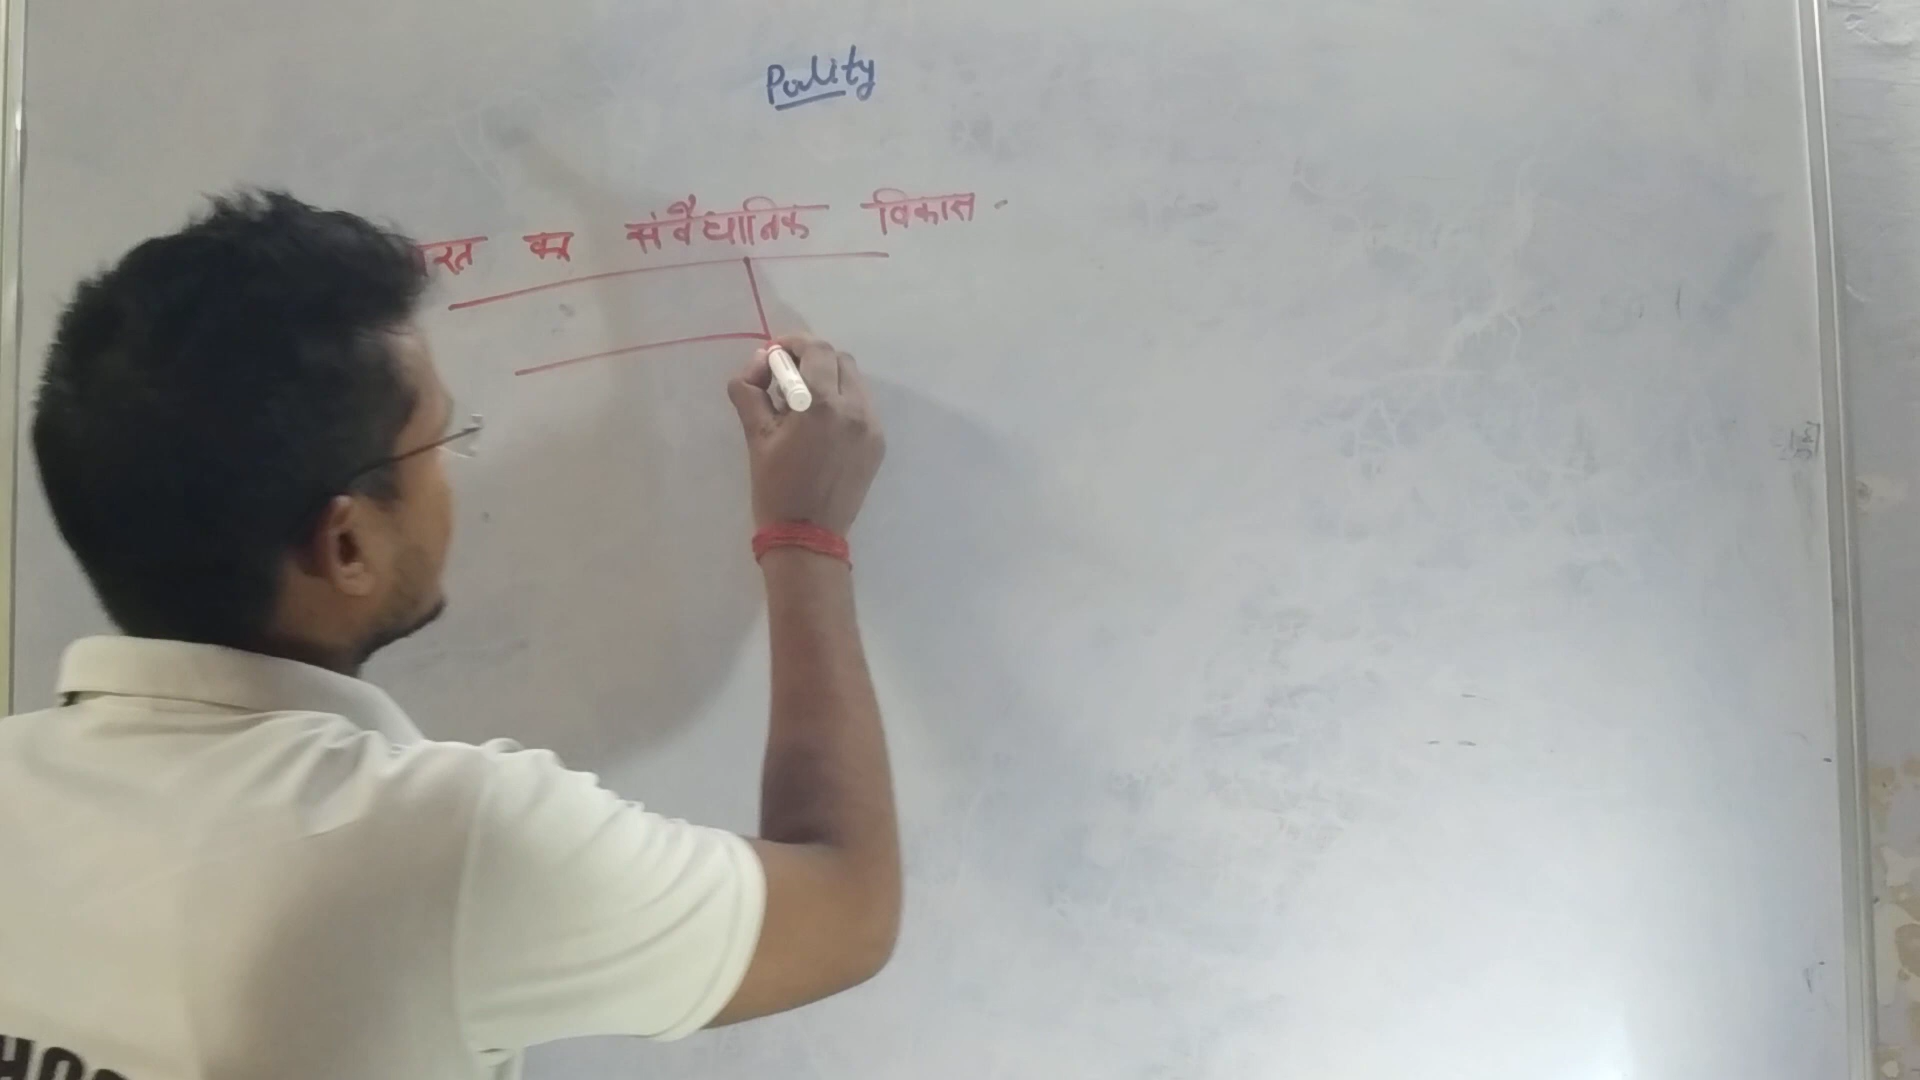 Polity
रत का संवैधानिक विकास -